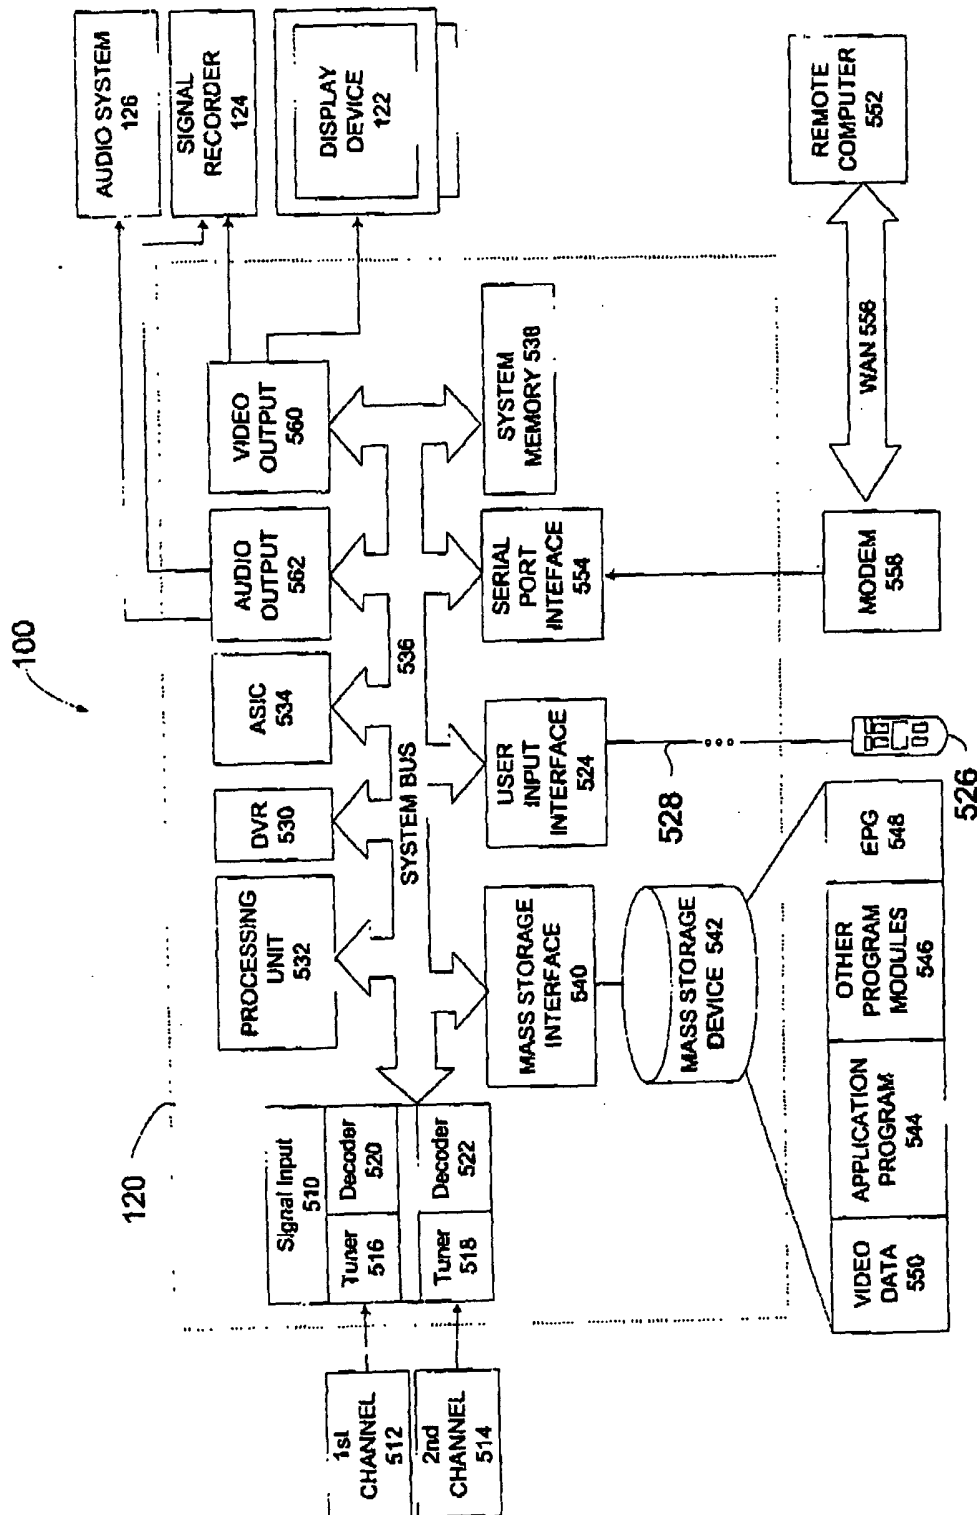 100
120
AUDIO SYSTEM
126
SIGNAL
RECORDER
124
DISPLAY
DEVICE
122
VIDEO
OUTPUT
560
AUDIO
OUTPUT
562
ASIC
534
DVR
530
PROCESSING
UNIT
532
Signal Input
510
Tuner
516
Decoder
520
Tuner
518
Decoder
522
1st
CHANNEL
512
2nd
CHANNEL
514
SYSTEM BUS
536
MASS STORAGE
INTERFACE
540
USER
INPUT
INTERFACE
524
SERIAL
PORT
INTEFACE
554
SYSTEM
MEMORY 538
MASS STORAGE
DEVICE 542
528
526
MODEM
558
WAN 556
REMOTE
COMPUTER
552
VIDEO
DATA
550
APPLICATION
PROGRAM
544
OTHER
PROGRAM
MODULES
546
EPG
548